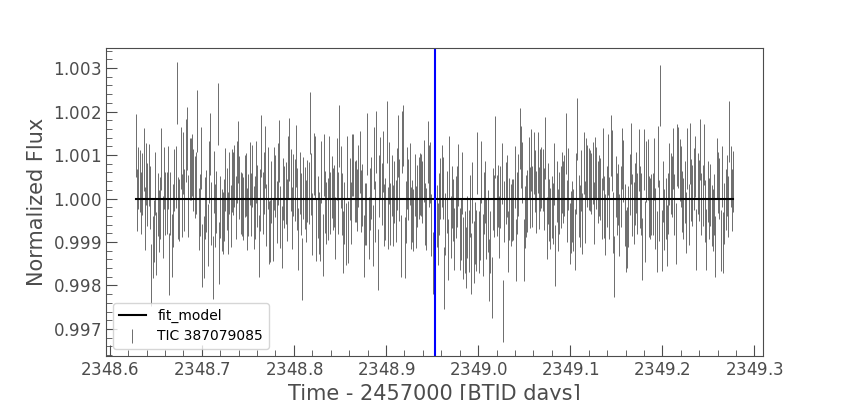 1.003
1.002
1.001
1.000
0.999
0.998
0.997
Normalized Flux
fit_model
TIC 387079085
2348.6 2348.7 2348.8 2348.9 2349.0 2349.1 2349.2 2349.3
Time - 2457000 [BTJD days]